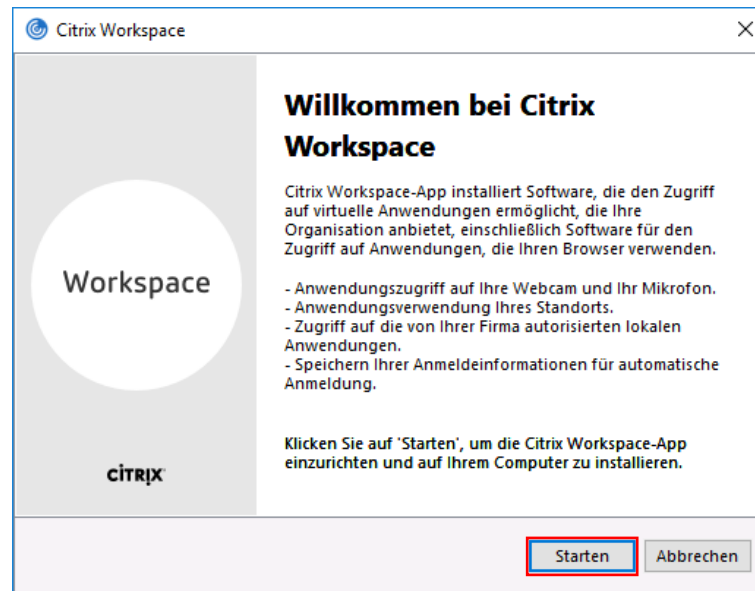 Citrix Workspace
Willkommen bei Citrix
Workspace
Citrix Workspace-App installiert Software, die den Zugriff
auf virtuelle Anwendungen ermöglicht, die Ihre
Organisation anbietet, einschließlich Software für den
Zugriff auf Anwendungen, die Ihren Browser verwenden.
- Anwendungszugriff auf Ihre Webcam und Ihr Mikrofon.
- Anwendungsverwendung Ihres Standorts.
- Zugriff auf die von Ihrer Firma autorisierten lokalen
Anwendungen.
- Speichern Ihrer Anmeldeinformationen für automatische
Anmeldung.
Klicken Sie auf 'Starten', um die Citrix Workspace-App
einzurichten und auf Ihrem Computer zu installieren.
Workspace
CİTRIX
Starten
Abbrechen